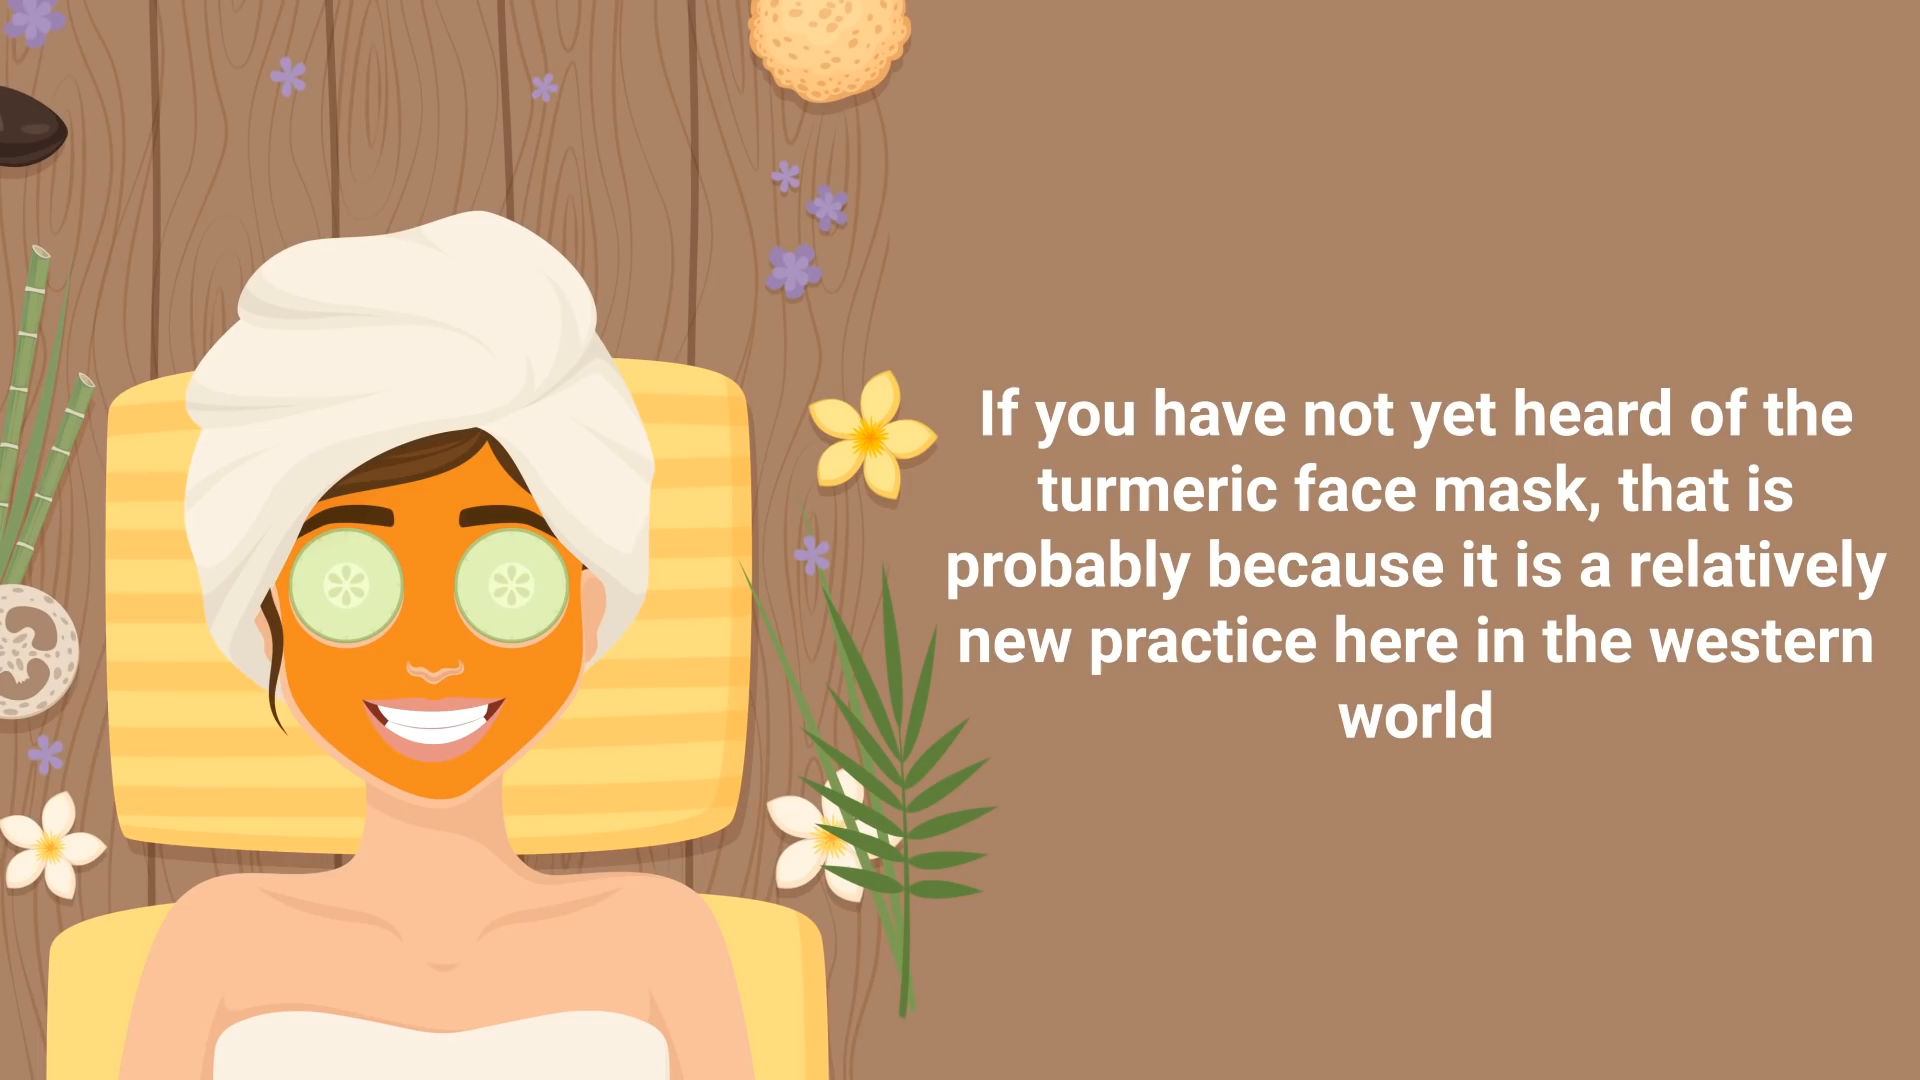 If you have not yet heard of the
turmeric face mask, that is
probably because it is a relatively
new practice here in the western
world